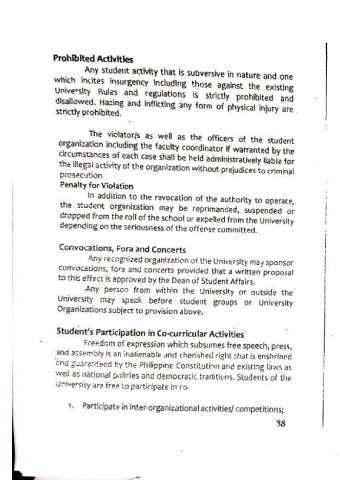 Prohibited Activities
Any student activity that is subversive in nature and one
which incites insurgency including those against the existing
University Rules and regulations is strictly prohibited and
disallowed. Hazing and inflicting any form of physical injury are
strictly prohibited.
The violator/s as well as the officers of the student
organization including the faculty coordinator if warranted by the
circumstances of each case shall be held administratively liable for
the illegal activity of the organization without prejudices to criminal
prosecution.
Penalty for Violation
In addition to the revocation of the authority to operate,
the student organization may be reprimanded, suspended or
dropped from the roll of the school or expelled from the University
depending on the seriousness of the offense committed.
Convocations, Fora and Concerts
Any recognized organization of the University may sponsor
convocations, fora and concerts provided that a written proposal
to this effect is approved by the Dean of Student Affairs.
Any person from within the University or outside the
University may speak before student groups or University
Organizations subject to provision above.
Student's Participation in Co-curricular Activities
Freedom of expression which subsumes free speech, press,
and assembly is an inalienable and cherished right that is enshrined
and guaranteed by the Philippine Constitution and existing laws as
well as national policies and democratic traditions. Students of the
University are free to participate in co-
1. Participate in inter-organizational activities/ competitions;
38